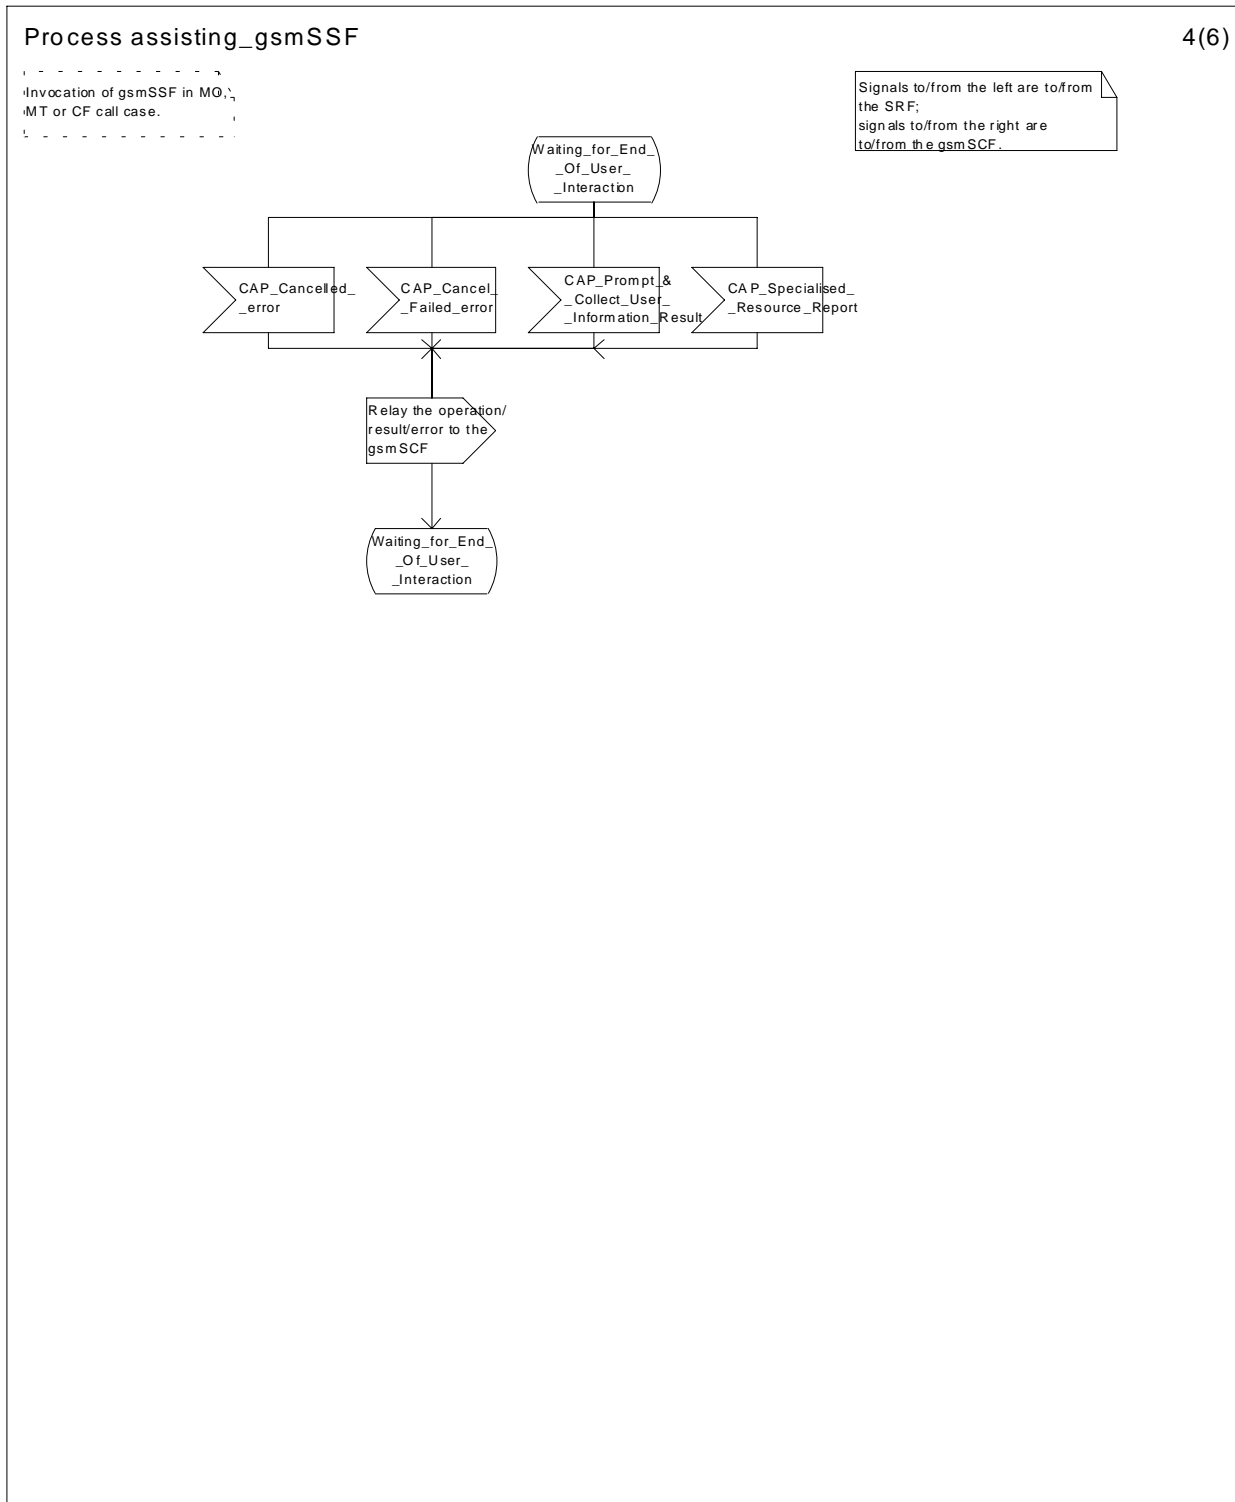 Process assisting_gsmSSF
4(6)
Invocation of gsmSSF in MO,
MT or CF call case.
Signals to/from the left are to/from
the SRF;
signals to/from the right are
to/from the gsmSCF.
Waiting_for_End_
_Of_User_
_Interaction
CAP_Cancelled_
_error
CAP_Cancel_
_Failed_error
CAP_Prompt_&
_Collect_User_
_Information_Result
CAP_Specialised_
_Resource_Report
Relay the operation/
result/error to the
gsmSCF
Waiting_for_End_
_Of_User_
_Interaction